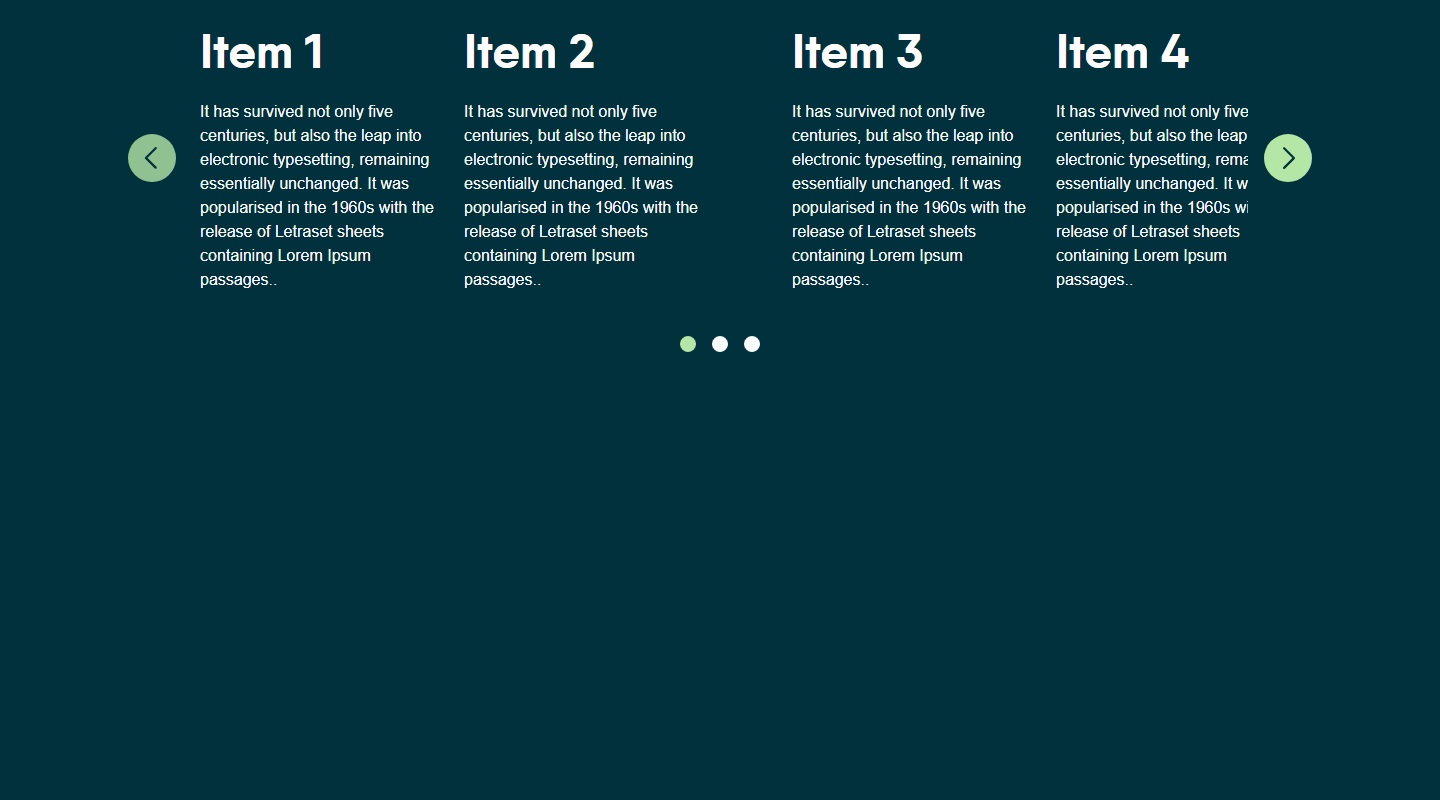 Item 1
It has survived not only five
centuries, but also the leap into
electronic typesetting, remaining
essentially unchanged. It was
popularised in the 1960s with the
release of Letraset sheets
containing Lorem Ipsum
passages..
Item 2
It has survived not only five
centuries, but also the leap into
electronic typesetting, remaining
essentially unchanged. It was
popularised in the 1960s with the
release of Letraset sheets
containing Lorem Ipsum
passages..
Item 3
It has survived not only five
centuries, but also the leap into
electronic typesetting, remaining
essentially unchanged. It was
popularised in the 1960s with the
release of Letraset sheets
containing Lorem Ipsum
passages..
Item 4
It has survived not only five
centuries, but also the leap
electronic typesetting,
essentially unchanged. It
popularised in the 1960s
release of Letraset sheets
containing Lorem Ipsum
passages..